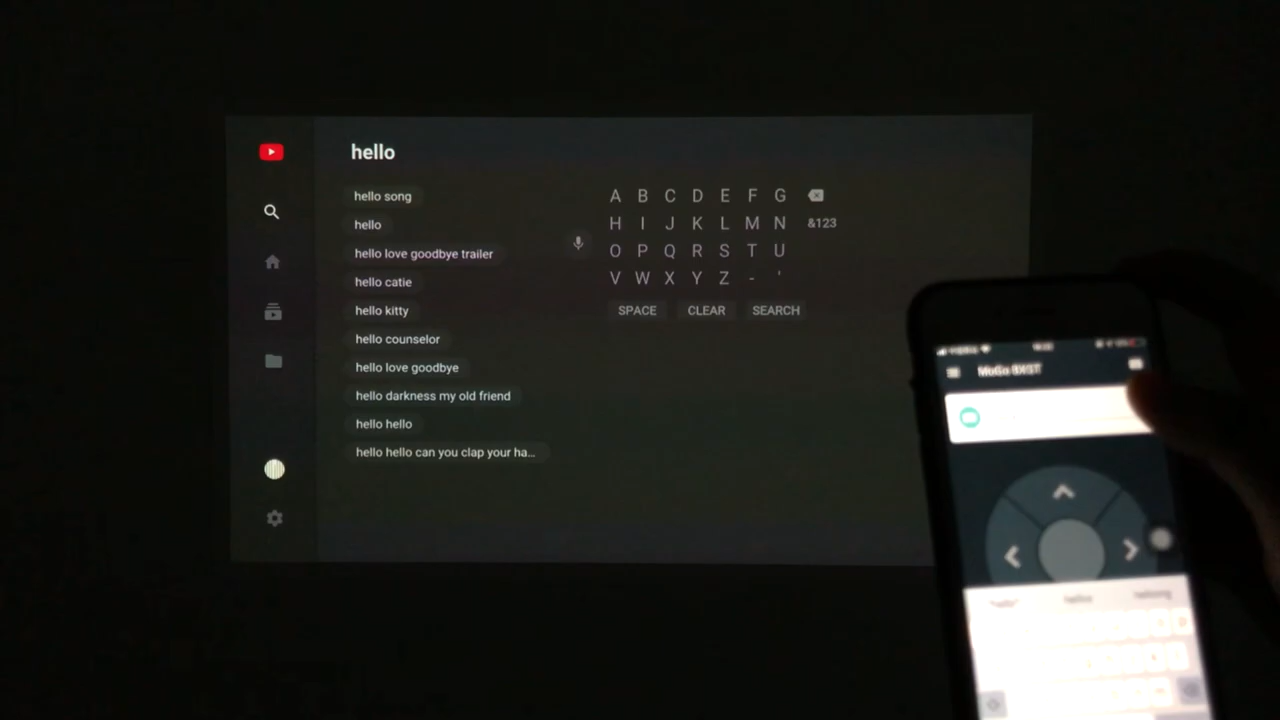 hello
hello song
hello
hello love goodbye trailer
hello catie
hello kitty
hello counselor
hello love goodbye
hello darkness my old friend
hello hello
hello hello can you clap your ha...
A B C D E F G
H I J K L M N &123
O P Q R S T U
V W X Y Z - '
SPACE CLEAR SEARCH